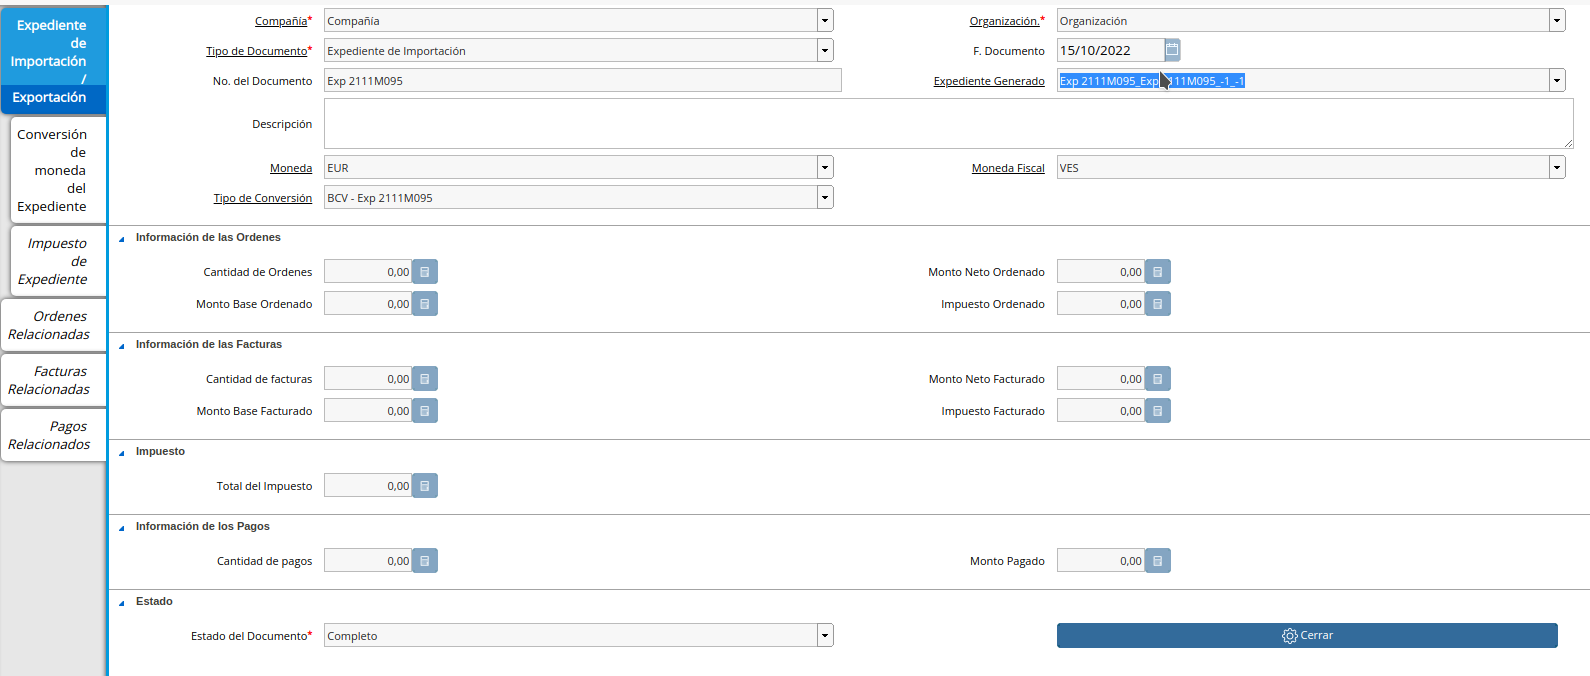 Expediente
de
Importación
/
Exportación
Conversión
de
moneda
del
Expediente
Impuesto
de
Expediente
Ordenes
Relacionadas
Facturas
Relacionadas
Pagos
Relacionados
Compañía* Compañía
Organización.* Organización
Tipo de Documento* Expediente de Importación
F. Documento 15/10/2022
No. del Documento Exp 2111M095
Expediente Generado Exp 2111M095_Exp 2111M095_-1_-1
Descripción
Moneda EUR
Moneda Fiscal VES
Tipo de Conversión BCV - Exp 2111M095
Información de las Ordenes
Cantidad de Ordenes 0,00
Monto Neto Ordenado 0,00
Monto Base Ordenado 0,00
Impuesto Ordenado 0,00
Información de las Facturas
Cantidad de facturas 0,00
Monto Neto Facturado 0,00
Monto Base Facturado 0,00
Impuesto Facturado 0,00
Impuesto
Total del Impuesto 0,00
Información de los Pagos
Cantidad de pagos 0,00
Monto Pagado 0,00
Estado
Estado del Documento* Completo
Cerrar